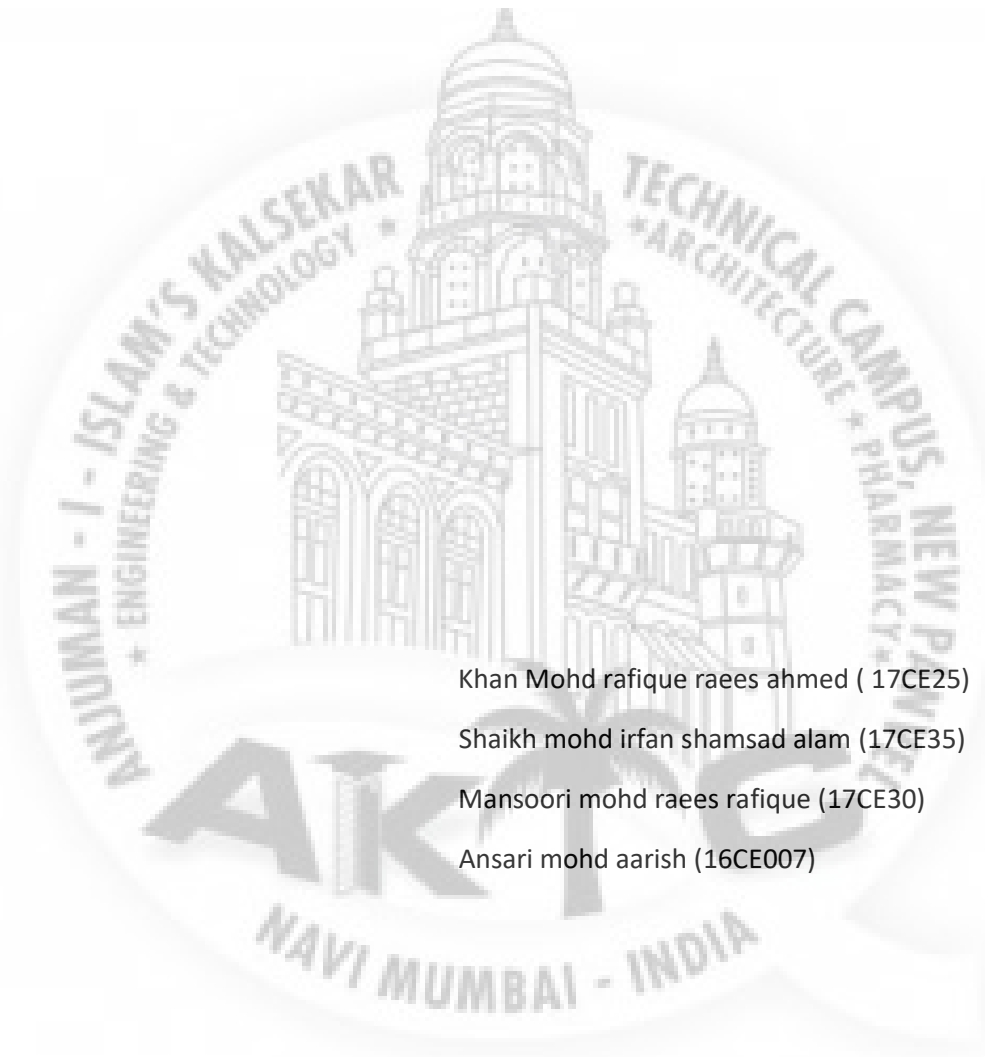 ANJUMAN - I - ISLAM'S KALSEKAR TECHNICAL CAMPUS, NEW PANVEL
* ENGINEERING & TECHNOLOGY * *ARCHITECTURE * PHARMACY*
Khan Mohd rafique raees ahmed ( 17CE25)
Shaikh mohd irfan shamsad alam (17CE35)
Mansoori mohd raees rafique (17CE30)
Ansari mohd aarish (16CE007)
AKTC
NAVI MUMBAI - INDIA